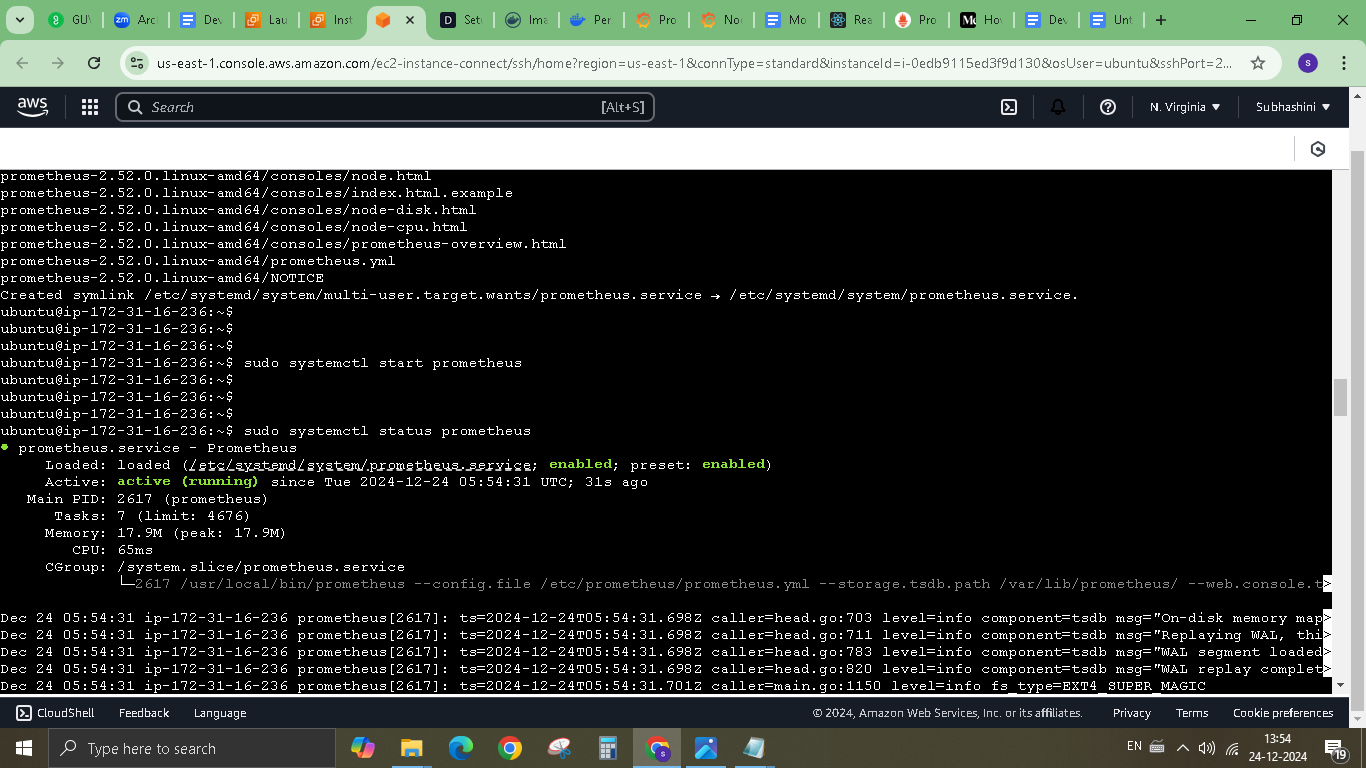 GUV
zm
Arc
Dev
Lau
Inst
D
Set
Ima
Per
Pro
No
Mo
Rea
Pro
Ho
Dev
Unt
us-east-1.console.aws.amazon.com/ec2-instance-connect/ssh/home?region=us-east-1&connType=standard&instanceId=i-0edb9115ed3f9d130&osUser=ubuntu&sshPort=2...
s
aws
Search
[Alt+S]
N. Virginia
Subhashini
prometheus-2.52.0.linux-amd64/consoles/node.html
prometheus-2.52.0.linux-amd64/consoles/index.html.example
prometheus-2.52.0.linux-amd64/consoles/node-disk.html
prometheus-2.52.0.linux-amd64/consoles/node-cpu.html
prometheus-2.52.0.linux-amd64/consoles/prometheus-overview.html
prometheus-2.52.0.linux-amd64/prometheus.yml
prometheus-2.52.0.linux-amd64/NOTICE
Created symlink /etc/systemd/system/multi-user.target.wants/prometheus.service → /etc/systemd/system/prometheus.service.
ubuntu@ip-172-31-16-236:~$
ubuntu@ip-172-31-16-236:~$
ubuntu@ip-172-31-16-236:~$
ubuntu@ip-172-31-16-236:~$ sudo systemctl start prometheus
ubuntu@ip-172-31-16-236:~$
ubuntu@ip-172-31-16-236:~$
ubuntu@ip-172-31-16-236:~$
ubuntu@ip-172-31-16-236:~$ sudo systemctl status prometheus
● prometheus.service - Prometheus
Loaded: loaded (/etc/systemd/system/prometheus.service; enabled; preset: enabled)
Active: active (running) since Tue 2024-12-24 05:54:31 UTC; 31s ago
Main PID: 2617 (prometheus)
Tasks: 7 (limit: 4676)
Memory: 17.9M (peak: 17.9M)
CPU: 65ms
CGroup: /system.slice/prometheus.service
└─2617 /usr/local/bin/prometheus --config.file /etc/prometheus/prometheus.yml --storage.tsdb.path /var/lib/prometheus/ --web.console.t>
Dec 24 05:54:31 ip-172-31-16-236 prometheus[2617]: ts=2024-12-24T05:54:31.698Z caller=head.go:703 level=info component=tsdb msg="On-disk memory map>
Dec 24 05:54:31 ip-172-31-16-236 prometheus[2617]: ts=2024-12-24T05:54:31.698Z caller=head.go:711 level=info component=tsdb msg="Replaying WAL, thi>
Dec 24 05:54:31 ip-172-31-16-236 prometheus[2617]: ts=2024-12-24T05:54:31.698Z caller=head.go:783 level=info component=tsdb msg="WAL segment loaded>
Dec 24 05:54:31 ip-172-31-16-236 prometheus[2617]: ts=2024-12-24T05:54:31.698Z caller=head.go:820 level=info component=tsdb msg="WAL replay complet>
Dec 24 05:54:31 ip-172-31-16-236 prometheus[2617]: ts=2024-12-24T05:54:31.701Z caller=main.go:1150 level=info fs_type=EXT4_SUPER_MAGIC
CloudShell
Feedback
Language
© 2024, Amazon Web Services, Inc. or its affiliates.
Privacy
Terms
Cookie preferences
Type here to search
EN
13:54
24-12-2024
19